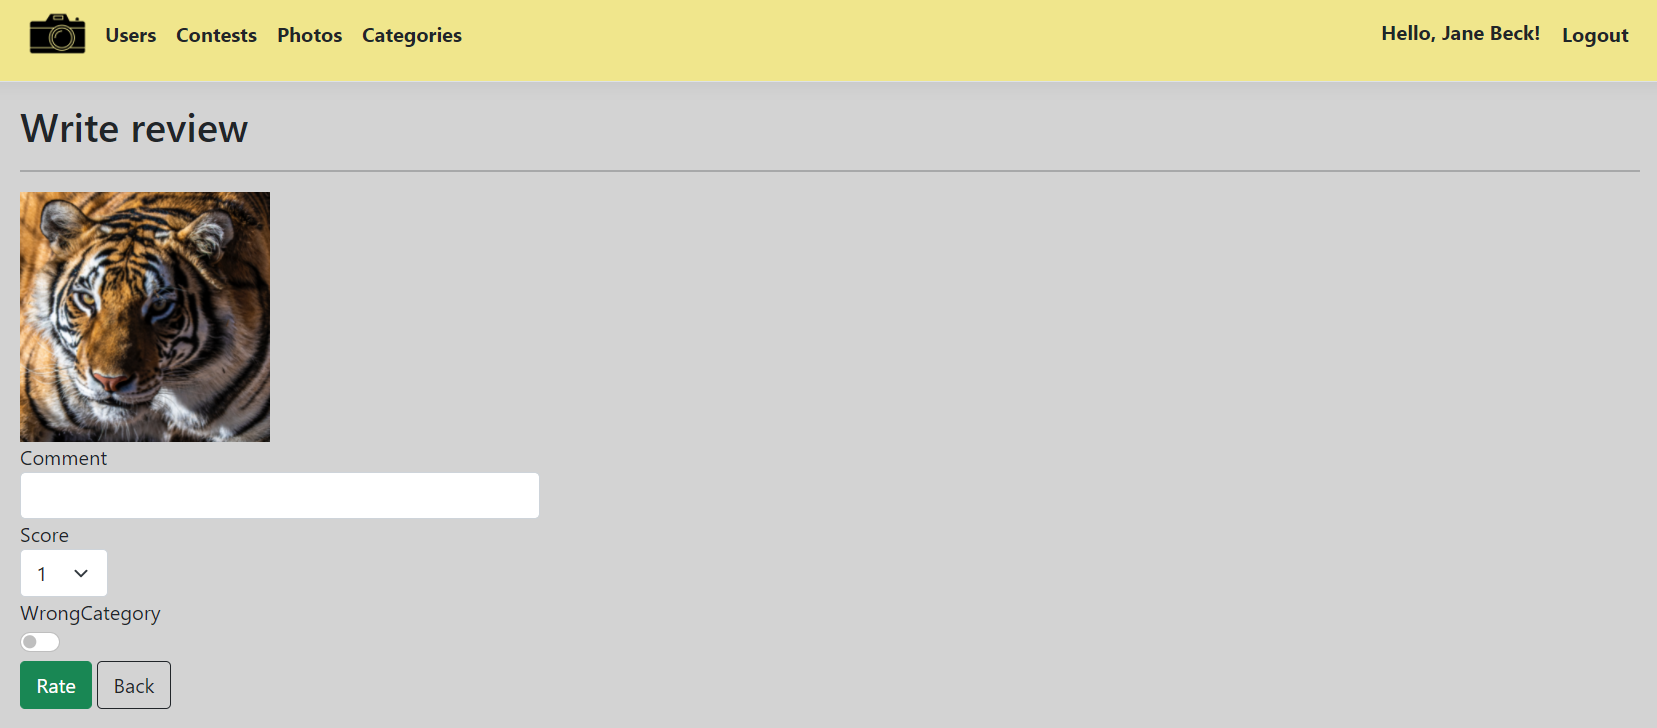 Users Contests Photos Categories Hello, Jane Beck! Logout
Write review
Comment
Score
1
WrongCategory
Rate Back